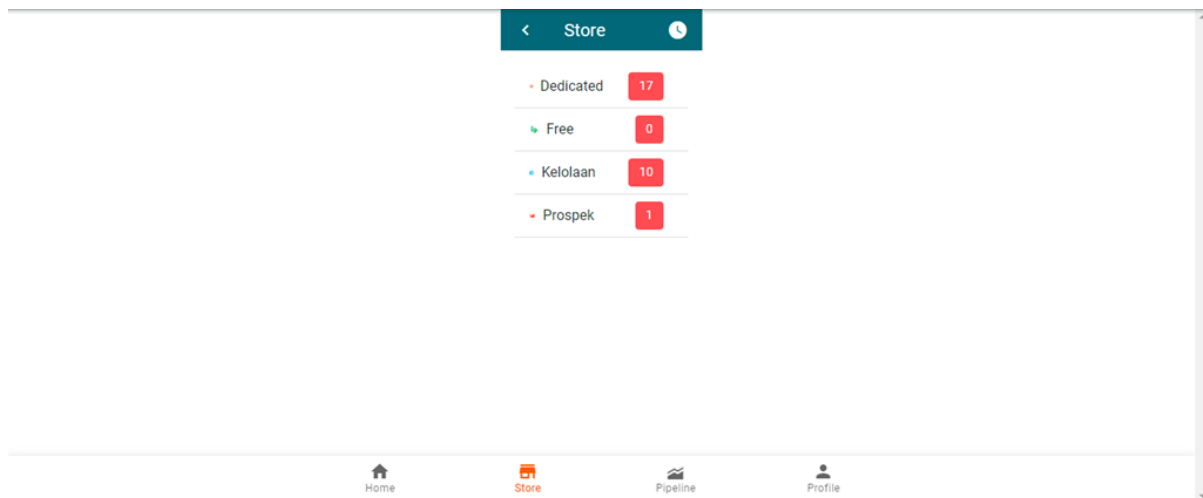 Store
Dedicated 17
Free 0
Kelolaan 10
Prospek 1
Home Store Pipeline Profile